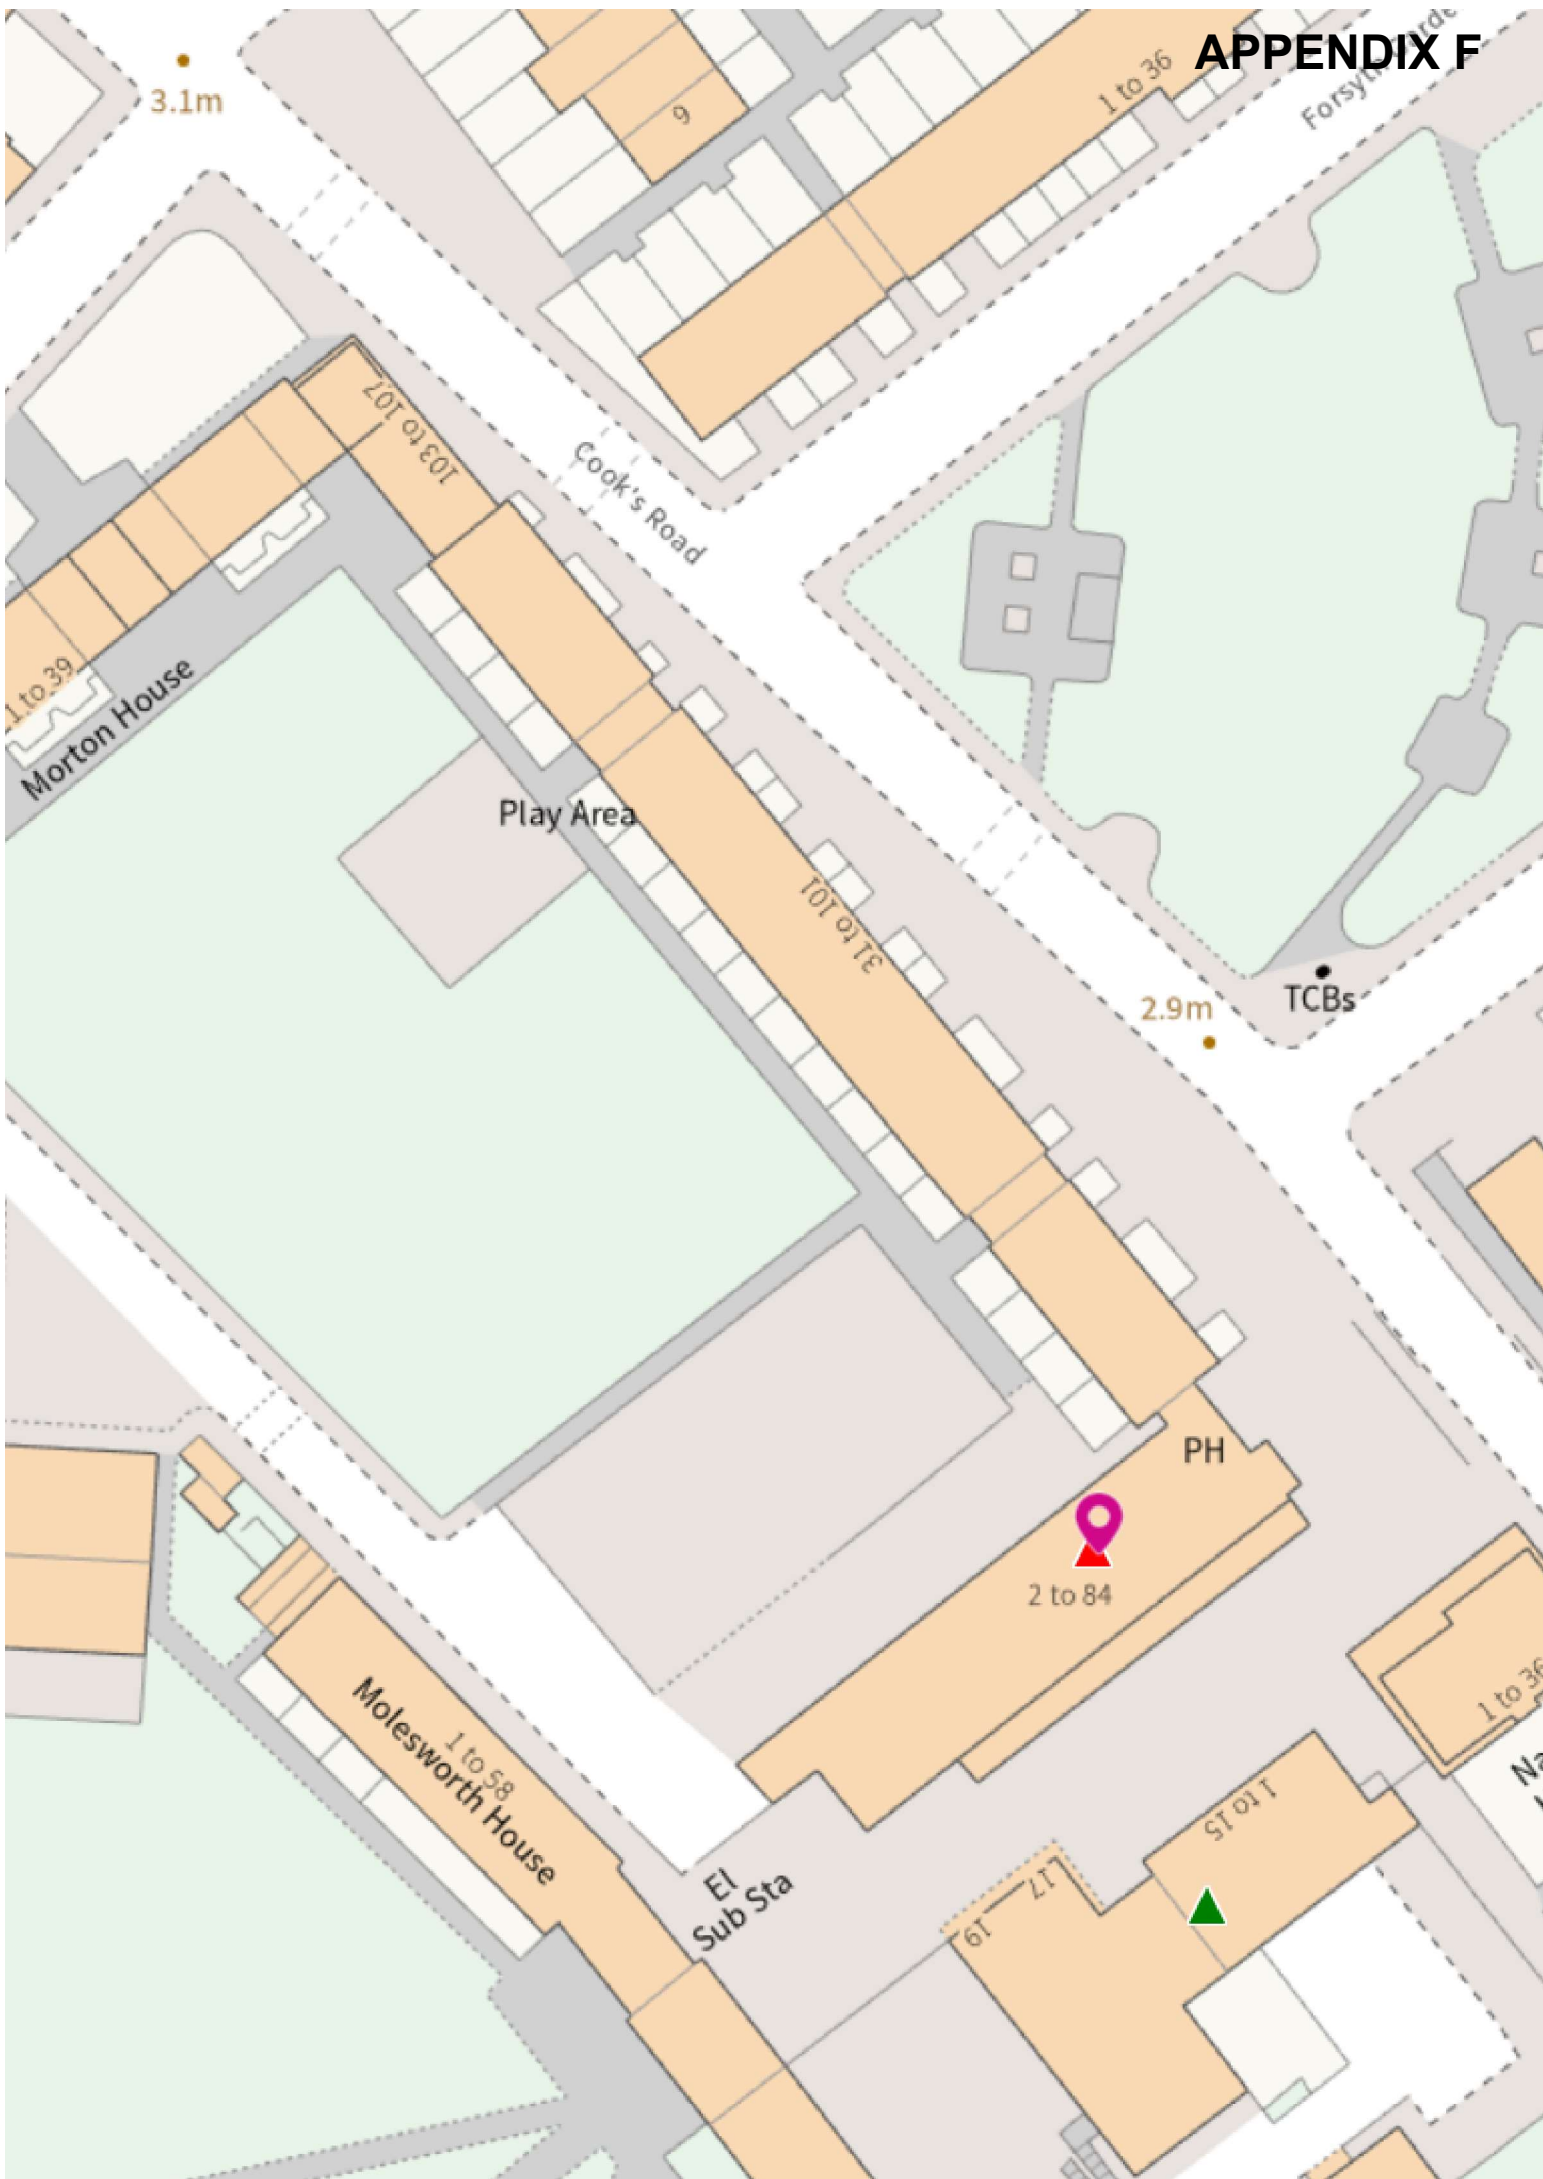 APPENDIX F
3.1m
9
1 to 36
103 to 107
Cook's Road
1 to 39
Morton House
Play Area
31 to 101
TCBs
2.9m
PH
2 to 84
1 to 58
Molesworth House
1 to 36
1 to 15
El
Sub Sta
17
19